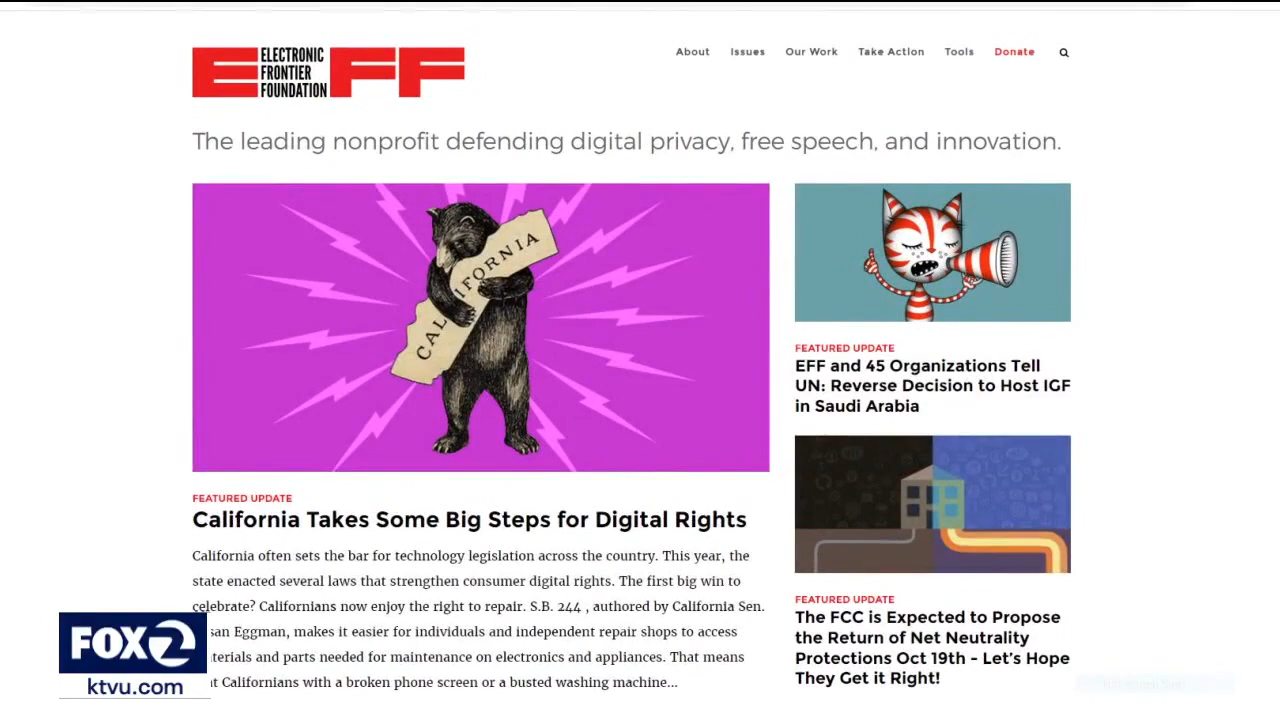 ELECTRONIC
FRONTIER
FOUNDATION
EFF
About Issues Our Work Take Action Tools Donate
The leading nonprofit defending digital privacy, free speech, and innovation.
CALIFORNIA
FEATURED UPDATE
California Takes Some Big Steps for Digital Rights
California often sets the bar for technology legislation across the country. This year, the
state enacted several laws that strengthen consumer digital rights. The first big win to
celebrate? Californians now enjoy the right to repair. S.B. 244 , authored by California Sen.
san Eggman, makes it easier for individuals and independent repair shops to access
terials and parts needed for maintenance on electronics and appliances. That means
t Californians with a broken phone screen or a busted washing machine...
FEATURED UPDATE
EFF and 45 Organizations Tell
UN: Reverse Decision to Host IGF
in Saudi Arabia
FEATURED UPDATE
The FCC is Expected to Propose
the Return of Net Neutrality
Protections Oct 19th - Let's Hope
They Get it Right!
FOX 2
ktvu.com